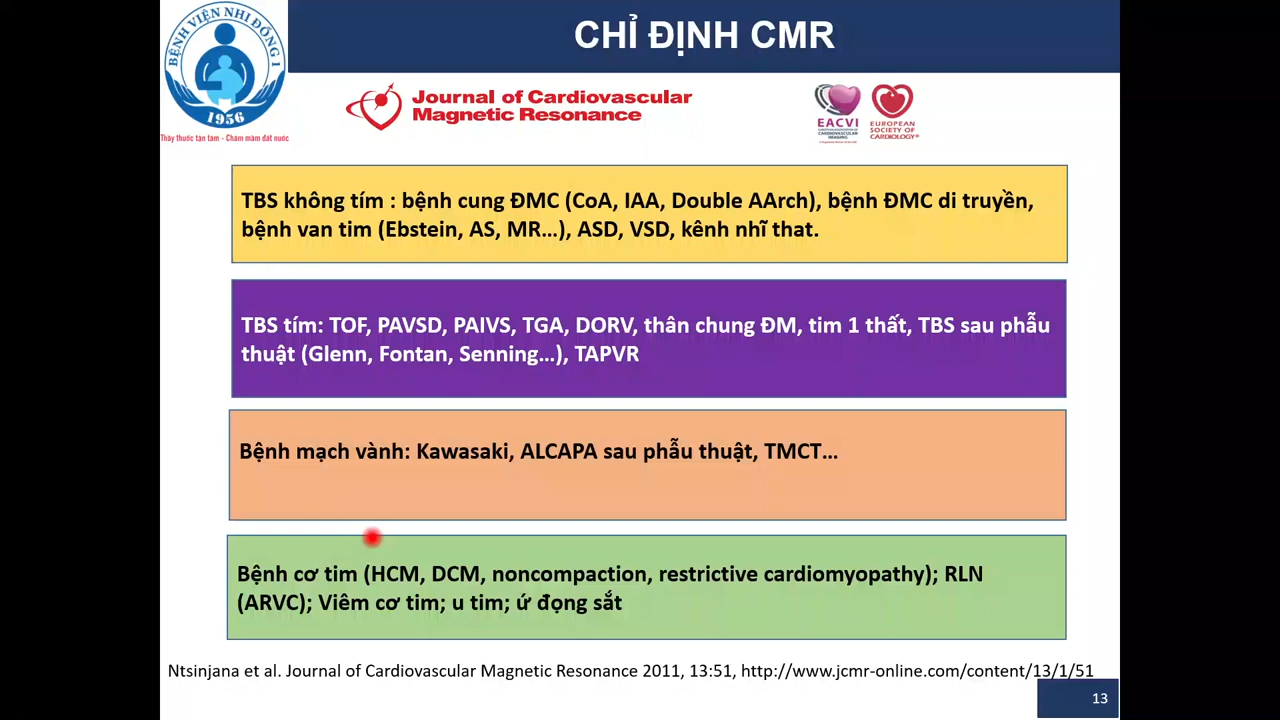 CHỈ ĐỊNH CMR
BỆNH VIỆN NHI ĐỒNG 1
1956
Thầy thuốc tận tâm - Chăm mầm đất nước
Journal of Cardiovascular
Magnetic Resonance
EACVI
EUROPEAN
SOCIETY OF
CARDIOLOGY®
TBS không tím : bệnh cung ĐMC (CoA, IAA, Double AArch), bệnh ĐMC di truyền,
bệnh van tim (Ebstein, AS, MR...), ASD, VSD, kênh nhĩ that.
TBS tím: TOF, PAVSD, PAIVS, TGA, DORV, thân chung ĐM, tim 1 thất, TBS sau phẫu
thuật (Glenn, Fontan, Senning...), TAPVR
Bệnh mạch vành: Kawasaki, ALCAPA sau phẫu thuật, TMCT...
Bệnh cơ tim (HCM, DCM, noncompaction, restrictive cardiomyopathy); RLN
(ARVC); Viêm cơ tim; u tim; ứ đọng sắt
Ntsinjana et al. Journal of Cardiovascular Magnetic Resonance 2011, 13:51, http://www.jcmr-online.com/content/13/1/51
13